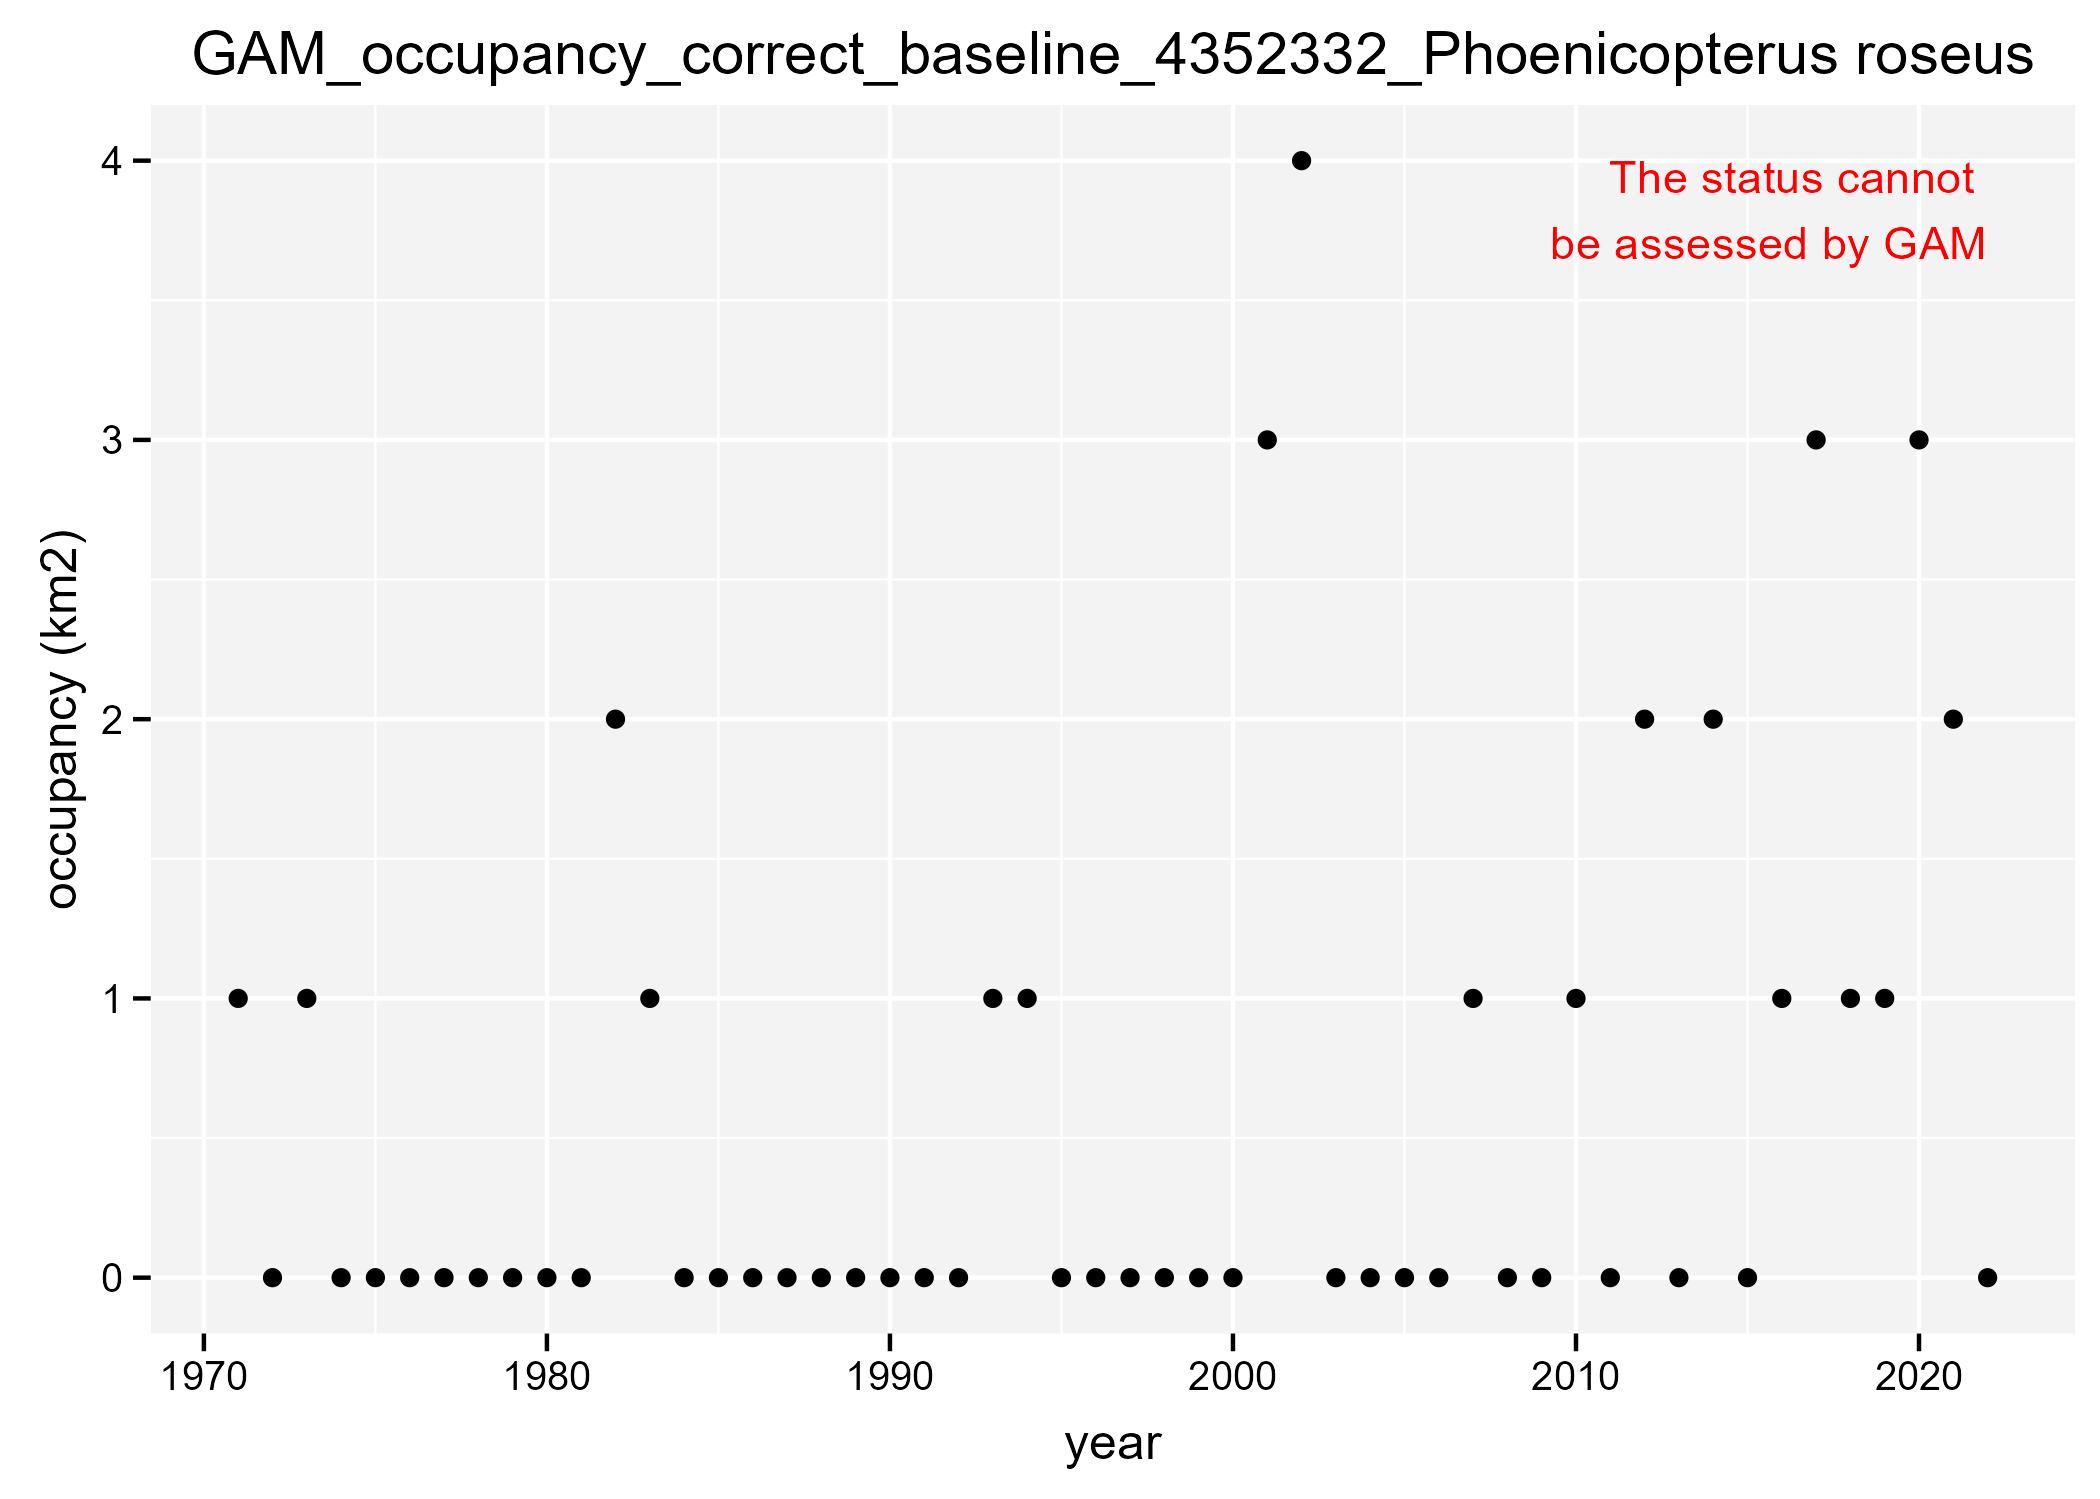 GAM_occupancy_correct_baseline_4352332_Phoenicopterus roseus
The status cannot
be assessed by GAM
occupancy (km2)
4
3
2
1
0
1970 1980 1990 2000 2010 2020
year